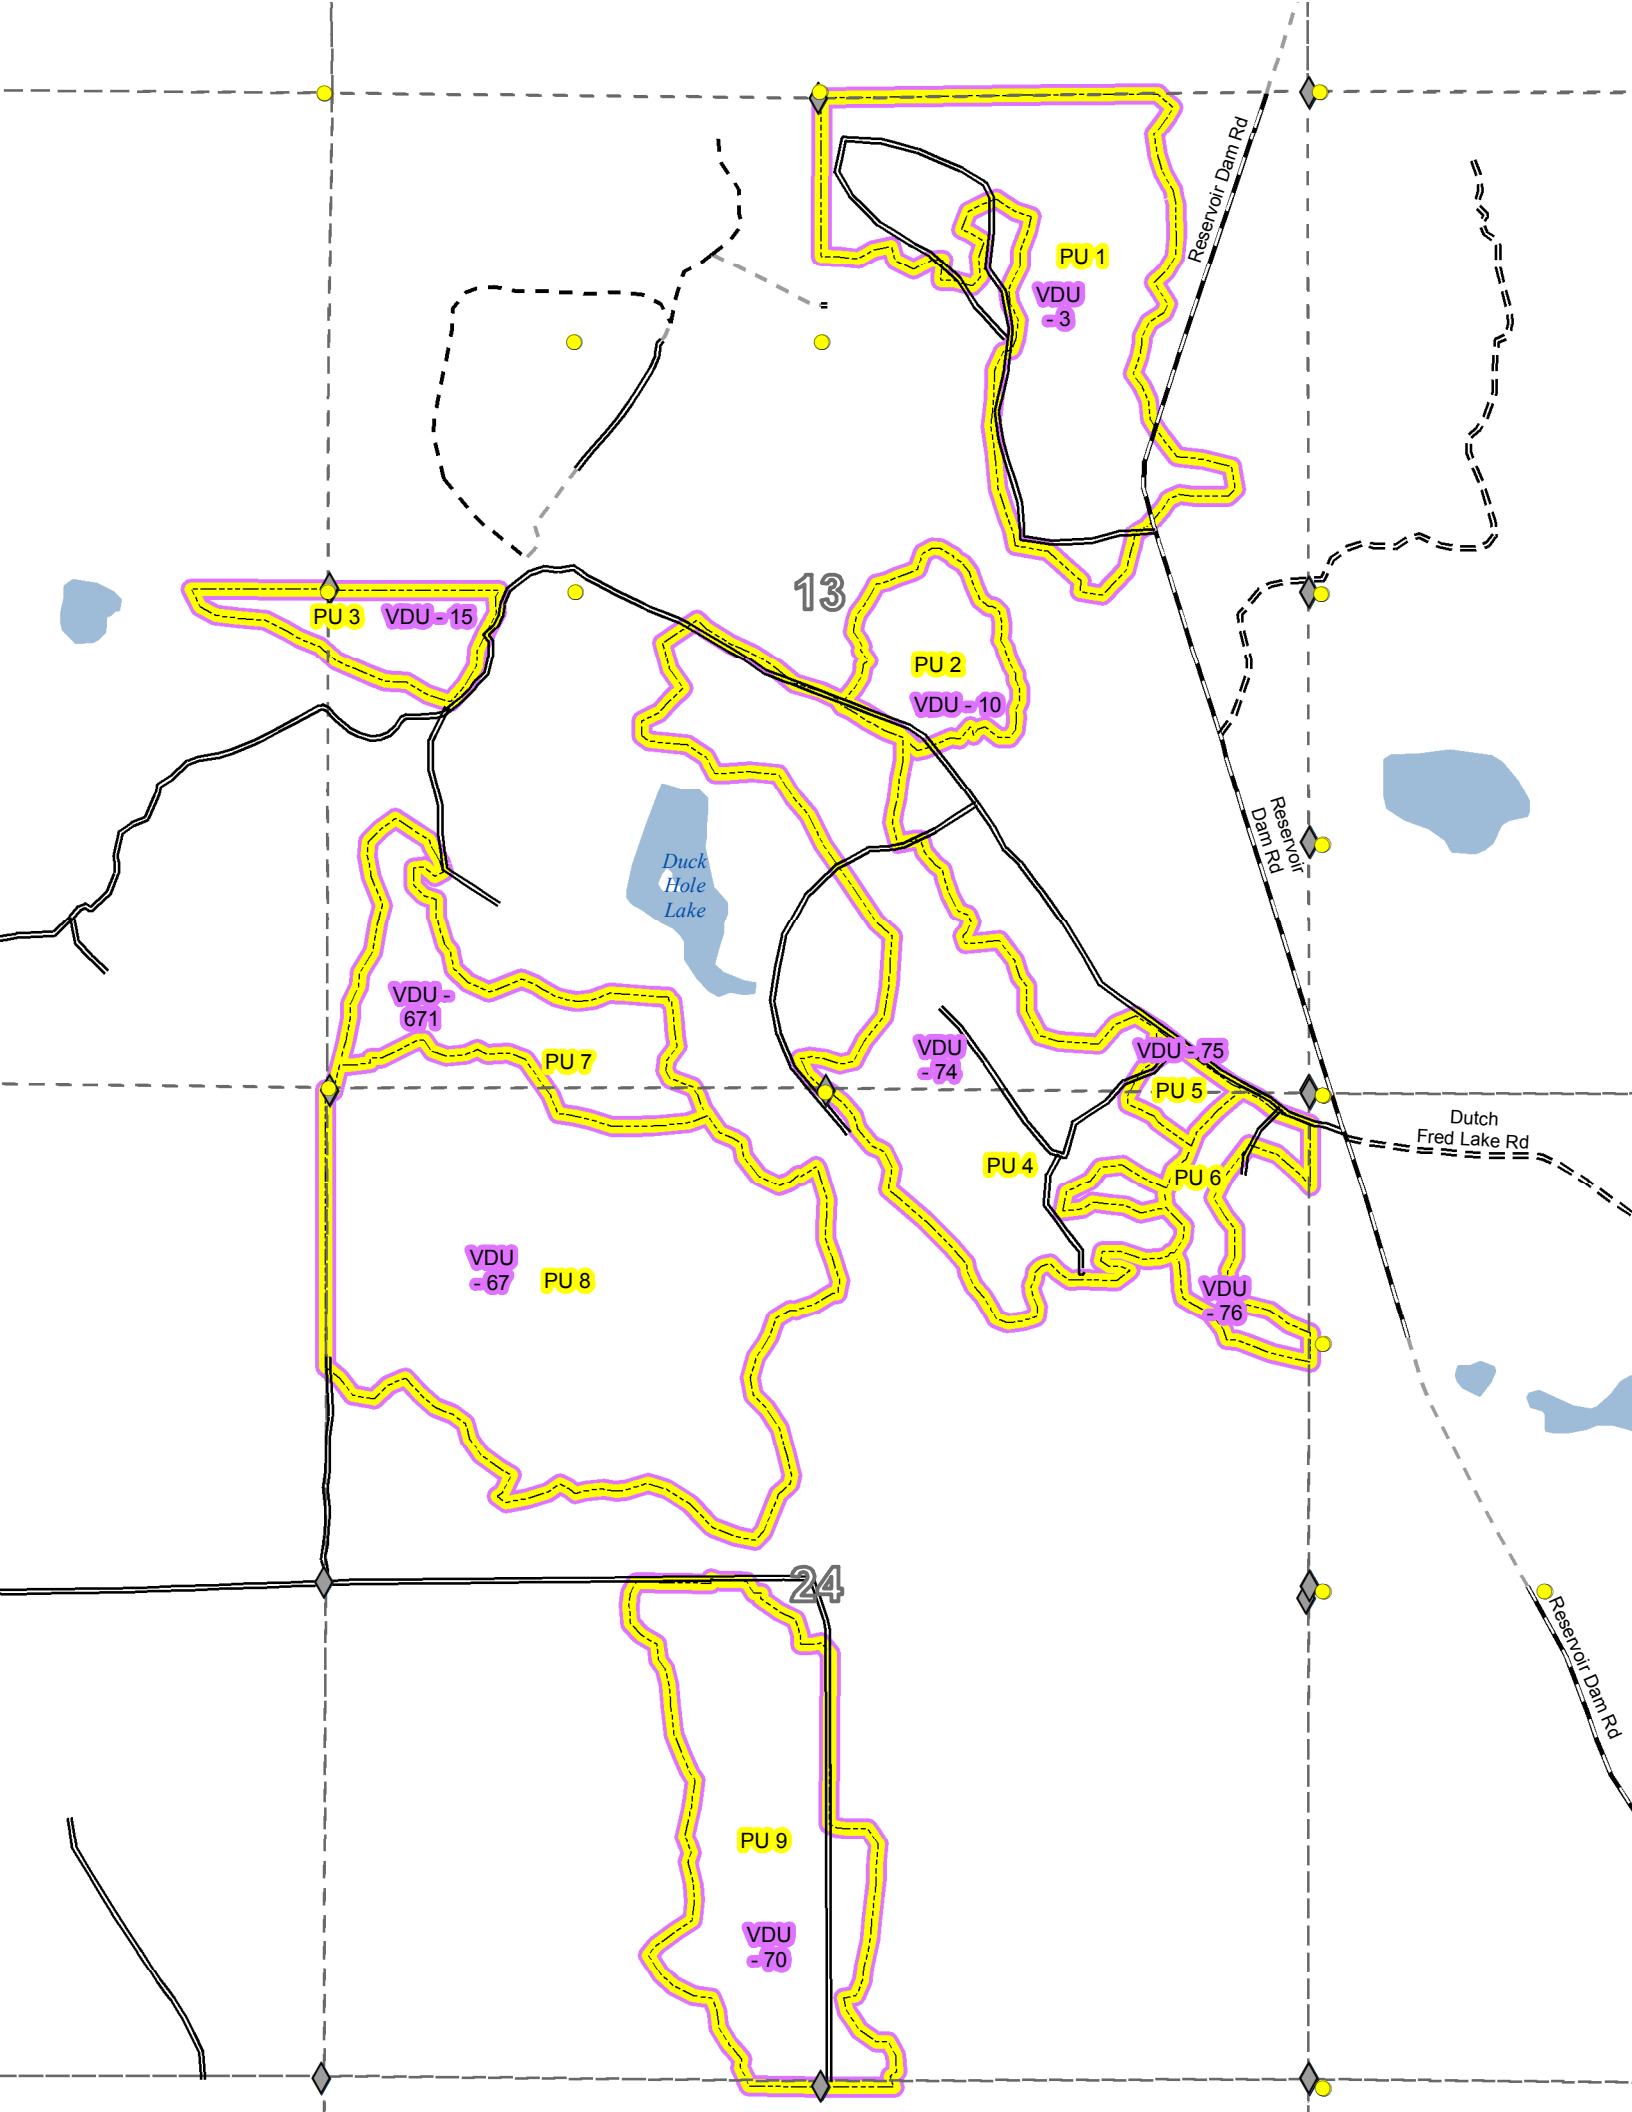 Reservoir Dam Rd
PU 1
VDU
- 3
13
PU 3
VDU - 15
PU 2
VDU - 10
Reservoir
Dam Rd
Duck
Hole
Lake
VDU -
671
PU 7
VDU
- 74
VDU - 75
PU 5
Dutch
Fred Lake Rd
PU 4
PU 6
VDU
- 67
PU 8
VDU
- 76
24
Reservoir Dam Rd
PU 9
VDU
- 70